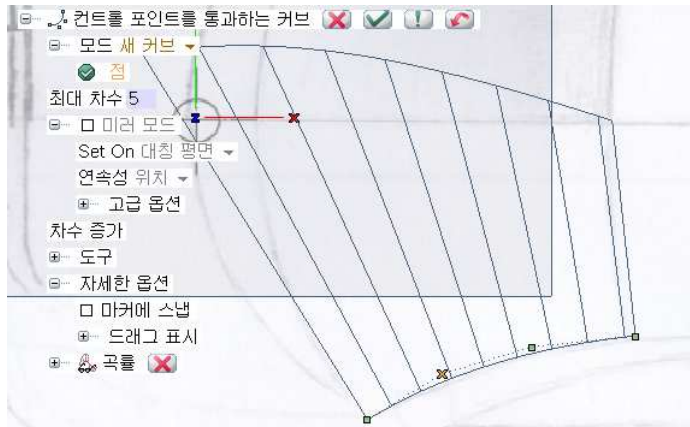 컨트롤 포인트를 통과하는 커브
모드 새 커브
점
최대 차수 5
미러 모드
Set On 대칭 평면
연속성 위치
고급 옵션
차수 증가
도구
자세한 옵션
마커에 스냅
드래그 표시
곡률